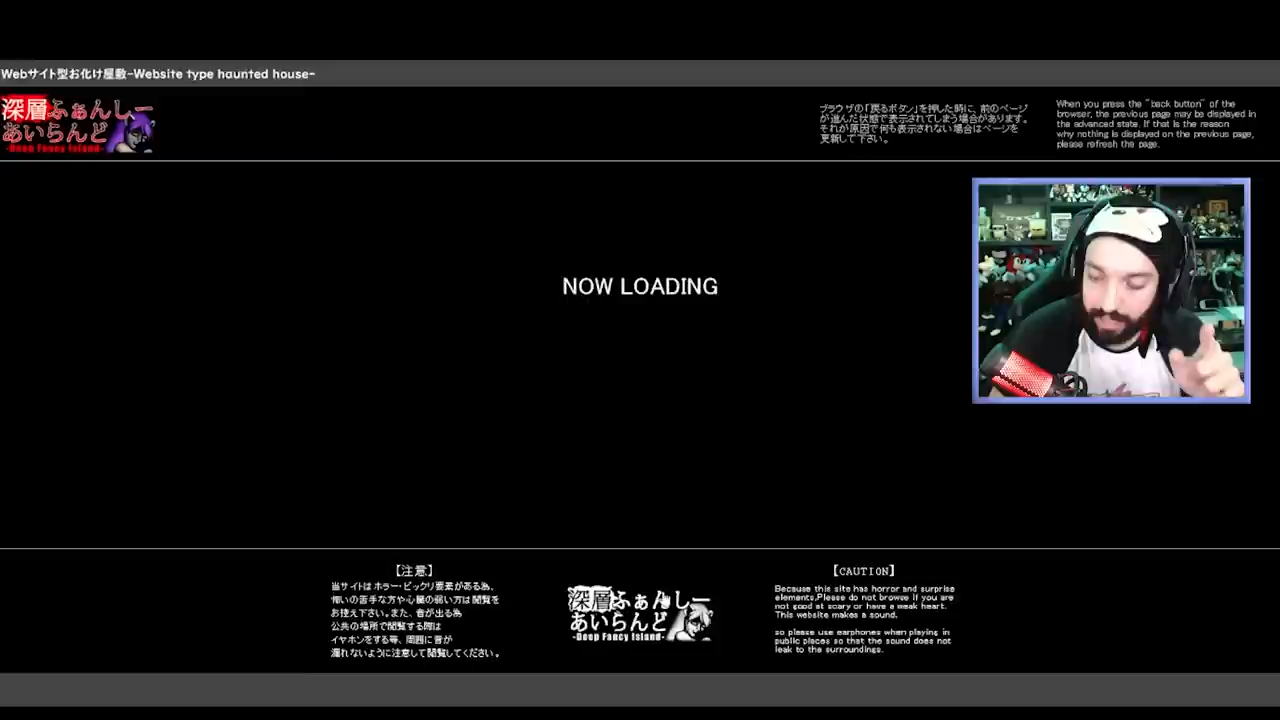 Webサイト型お化け屋敷-Website type haunted house-
深層ふぁんしー
あいらんど
-Deep Fancy Island-
ブラウザの「戻るボタン」を押した時に、前のページ
が進んだ状態で表示されてしまう場合があります。
それが原因で何も表示されない場合はページを
更新して下さい。
When you press the "back button" of the
browser, the previous page may be displayed in
the advanced state. If that is the reason
why nothing is displayed on the previous page,
please refresh the page.
NOW LOADING
【注意】
当サイトはホラー・ビックリ要素がある為、
怖いの苦手な方や心臓の弱い方は閲覧を
お控え下さい。また、音が出る為
公共の場所で閲覧する際は
イヤホンをする等、周囲に音が
漏れないように注意して閲覧してください。
深層ふぁんしー
あいらんど
-Deep Fancy Island-
【CAUTION】
Because this site has horror and surprise
elements,Please do not browse if you are
not good at scary or have a weak heart.
This website makes a sound.
so please use earphones when playing in
public places so that the sound does not
leak to the surroundings.